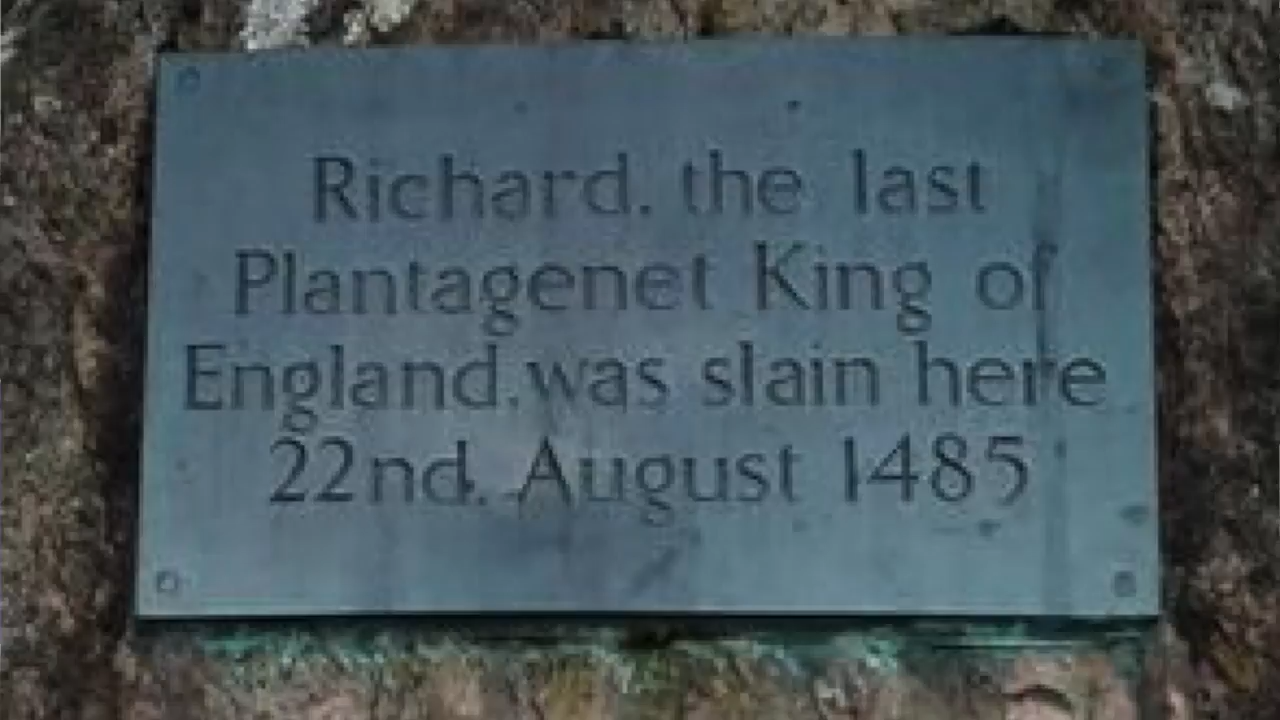 Richard. the last
Plantagenet King of
England.was slain here
22nd. August 1485